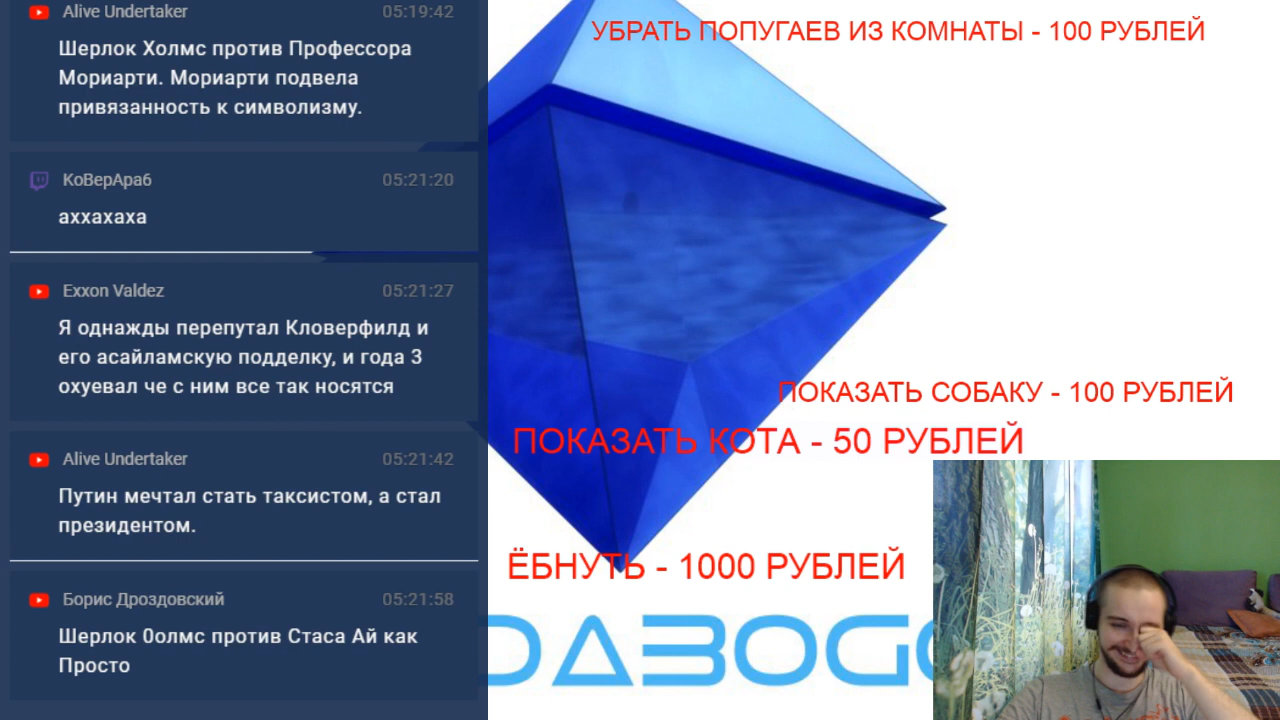 Alive Undertaker 05:19:42
Шерлок Холмс против Профессора
Мориарти. Мориарти подвела
привязанность к символизму.
KoBepApa6 05:21:20
аххахаха
Exxon Valdez 05:21:27
Я однажды перепутал Кловерфилд и
его асайламскую подделку, и года 3
охуевал че с ним все так носятся
Alive Undertaker 05:21:42
Путин мечтал стать таксистом, а стал
президентом.
Борис Дроздовский 05:21:58
Шерлок 0олмс против Стаса Ай как
Просто
УБРАТЬ ПОПУГАЕВ ИЗ КОМНАТЫ - 100 РУБЛЕЙ
ПОКАЗАТЬ СОБАКУ - 100 РУБЛЕЙ
ПОКАЗАТЬ КОТА - 50 РУБЛЕЙ
ЁБНУТЬ - 1000 РУБЛЕЙ